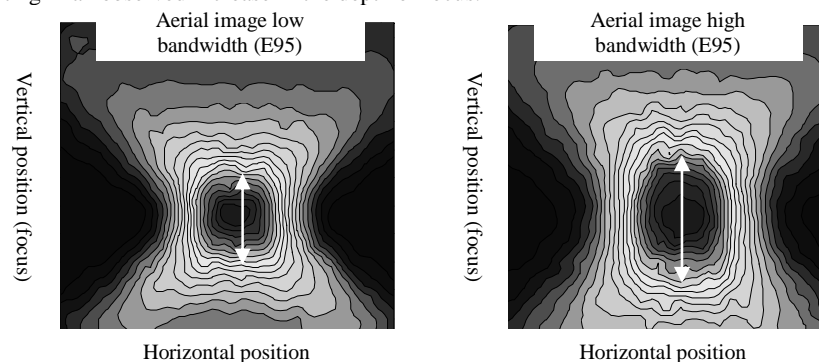 Aerial image low
bandwidth (E95)
Vertical position (focus)
Horizontal position
Aerial image high
bandwidth (E95)
Vertical position (focus)
Horizontal position